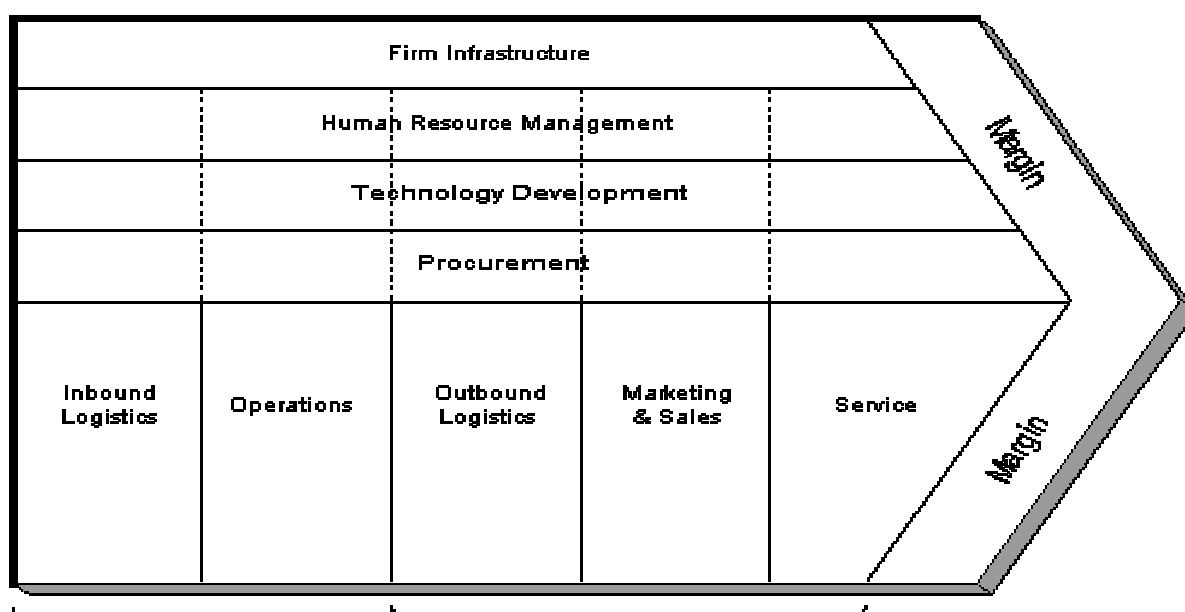 Firm Infrastructure
Human Resource Management
Technology Development
Procurement
Inbound
Logistics
Operations
Outbound
Logistics
Marketing
& Sales
Service
Margin
Margin